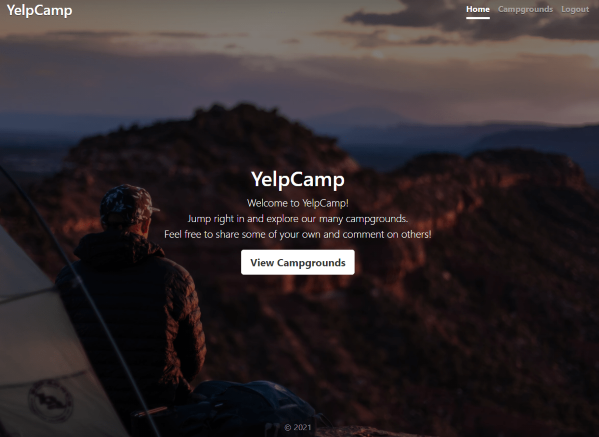 YelpCamp
Home Campgrounds Logout
YelpCamp
Welcome to YelpCamp!
Jump right in and explore our many campgrounds.
Feel free to share some of your own and comment on others!
View Campgrounds
© 2021